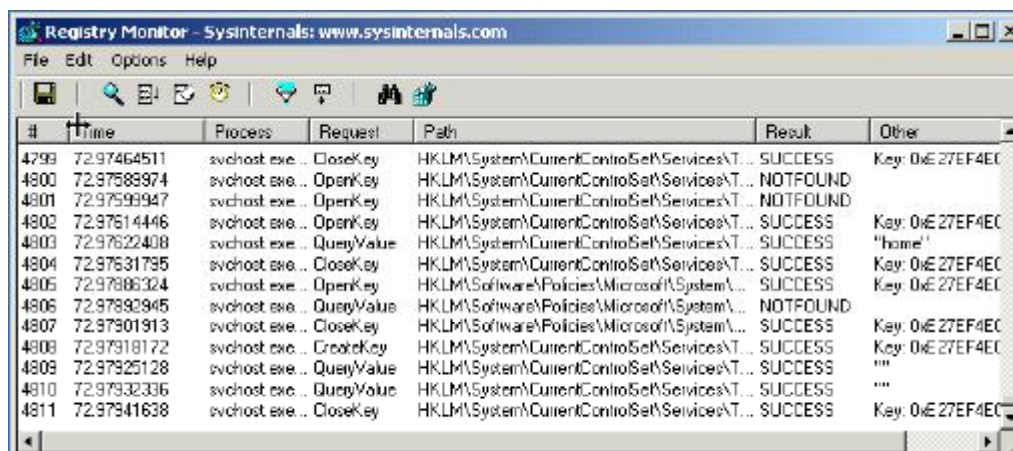 Registry Monitor - Sysinternals: www.sysinternals.com
File Edit Options Help
# Time Process Request Path Result Other
4799 72.97464511 svchost.exe... CloseKey HKLM\System\CurrentControlSet\Services\T... SUCCESS Key: 0xE27EF4E0
4800 72.97589974 svchost.exe... OpenKey HKLM\System\CurrentControlSet\Services\T... NOTFOUND
4801 72.97599947 svchost.exe... OpenKey HKLM\System\CurrentControlSet\Services\T... NOTFOUND
4802 72.97614446 svchost.exe... OpenKey HKLM\System\CurrentControlSet\Services\T... SUCCESS Key: 0xE27EF4E0
4803 72.97622408 svchost.exe... QueryValue HKLM\System\CurrentControlSet\Services\T... SUCCESS "home"
4804 72.97631795 svchost.exe... CloseKey HKLM\System\CurrentControlSet\Services\T... SUCCESS Key: 0xE27EF4E0
4805 72.97886324 svchost.exe... OpenKey HKLM\Software\Policies\Microsoft\System\... SUCCESS Key: 0xE27EF4E0
4806 72.97892945 svchost.exe... QueryValue HKLM\Software\Policies\Microsoft\System\... NOTFOUND
4807 72.97901913 svchost.exe... CloseKey HKLM\Software\Policies\Microsoft\System\... SUCCESS Key: 0xE27EF4E0
4808 72.97918172 svchost.exe... CreateKey HKLM\System\CurrentControlSet\Services\T... SUCCESS Key: 0xE27EF4E0
4809 72.97925128 svchost.exe... QueryValue HKLM\System\CurrentControlSet\Services\T... SUCCESS ""
4810 72.97932336 svchost.exe... QueryValue HKLM\System\CurrentControlSet\Services\T... SUCCESS ""
4811 72.97941638 svchost.exe... CloseKey HKLM\System\CurrentControlSet\Services\T... SUCCESS Key: 0xE27EF4E0